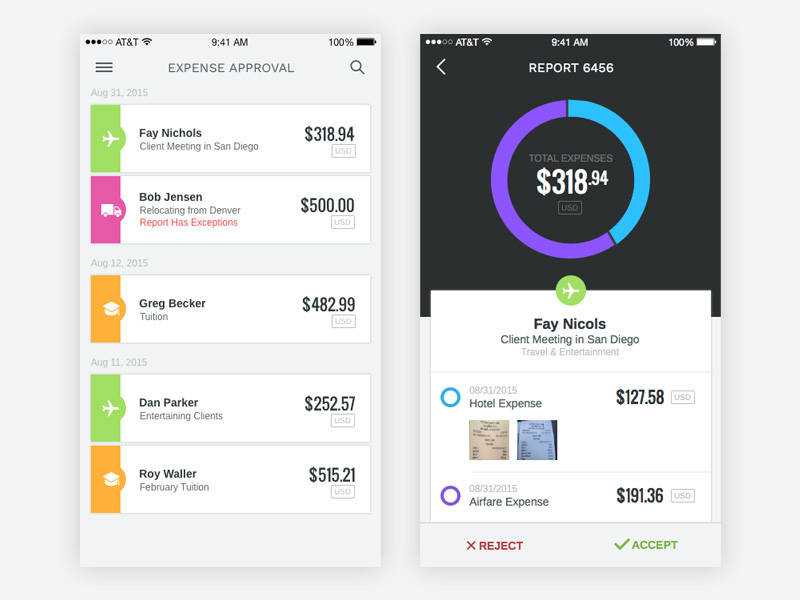 AT&T 9:41 AM 100%
EXPENSE APPROVAL
Aug 31, 2015
Fay Nichols
Client Meeting in San Diego
$318.94
USD
Bob Jensen
Relocating from Denver
Report Has Exceptions
$500.00
USD
Aug 12, 2015
Greg Becker
Tuition
$482.99
USD
Aug 11, 2015
Dan Parker
Entertaining Clients
$252.57
USD
Roy Waller
February Tuition
$515.21
USD
AT&T 9:41 AM 100%
REPORT 6456
TOTAL EXPENSES
$318.94
USD
Fay Nicols
Client Meeting in San Diego
Travel & Entertainment
08/31/2015
Hotel Expense
$127.58 USD
08/31/2015
Airfare Expense
$191.36 USD
REJECT ACCEPT